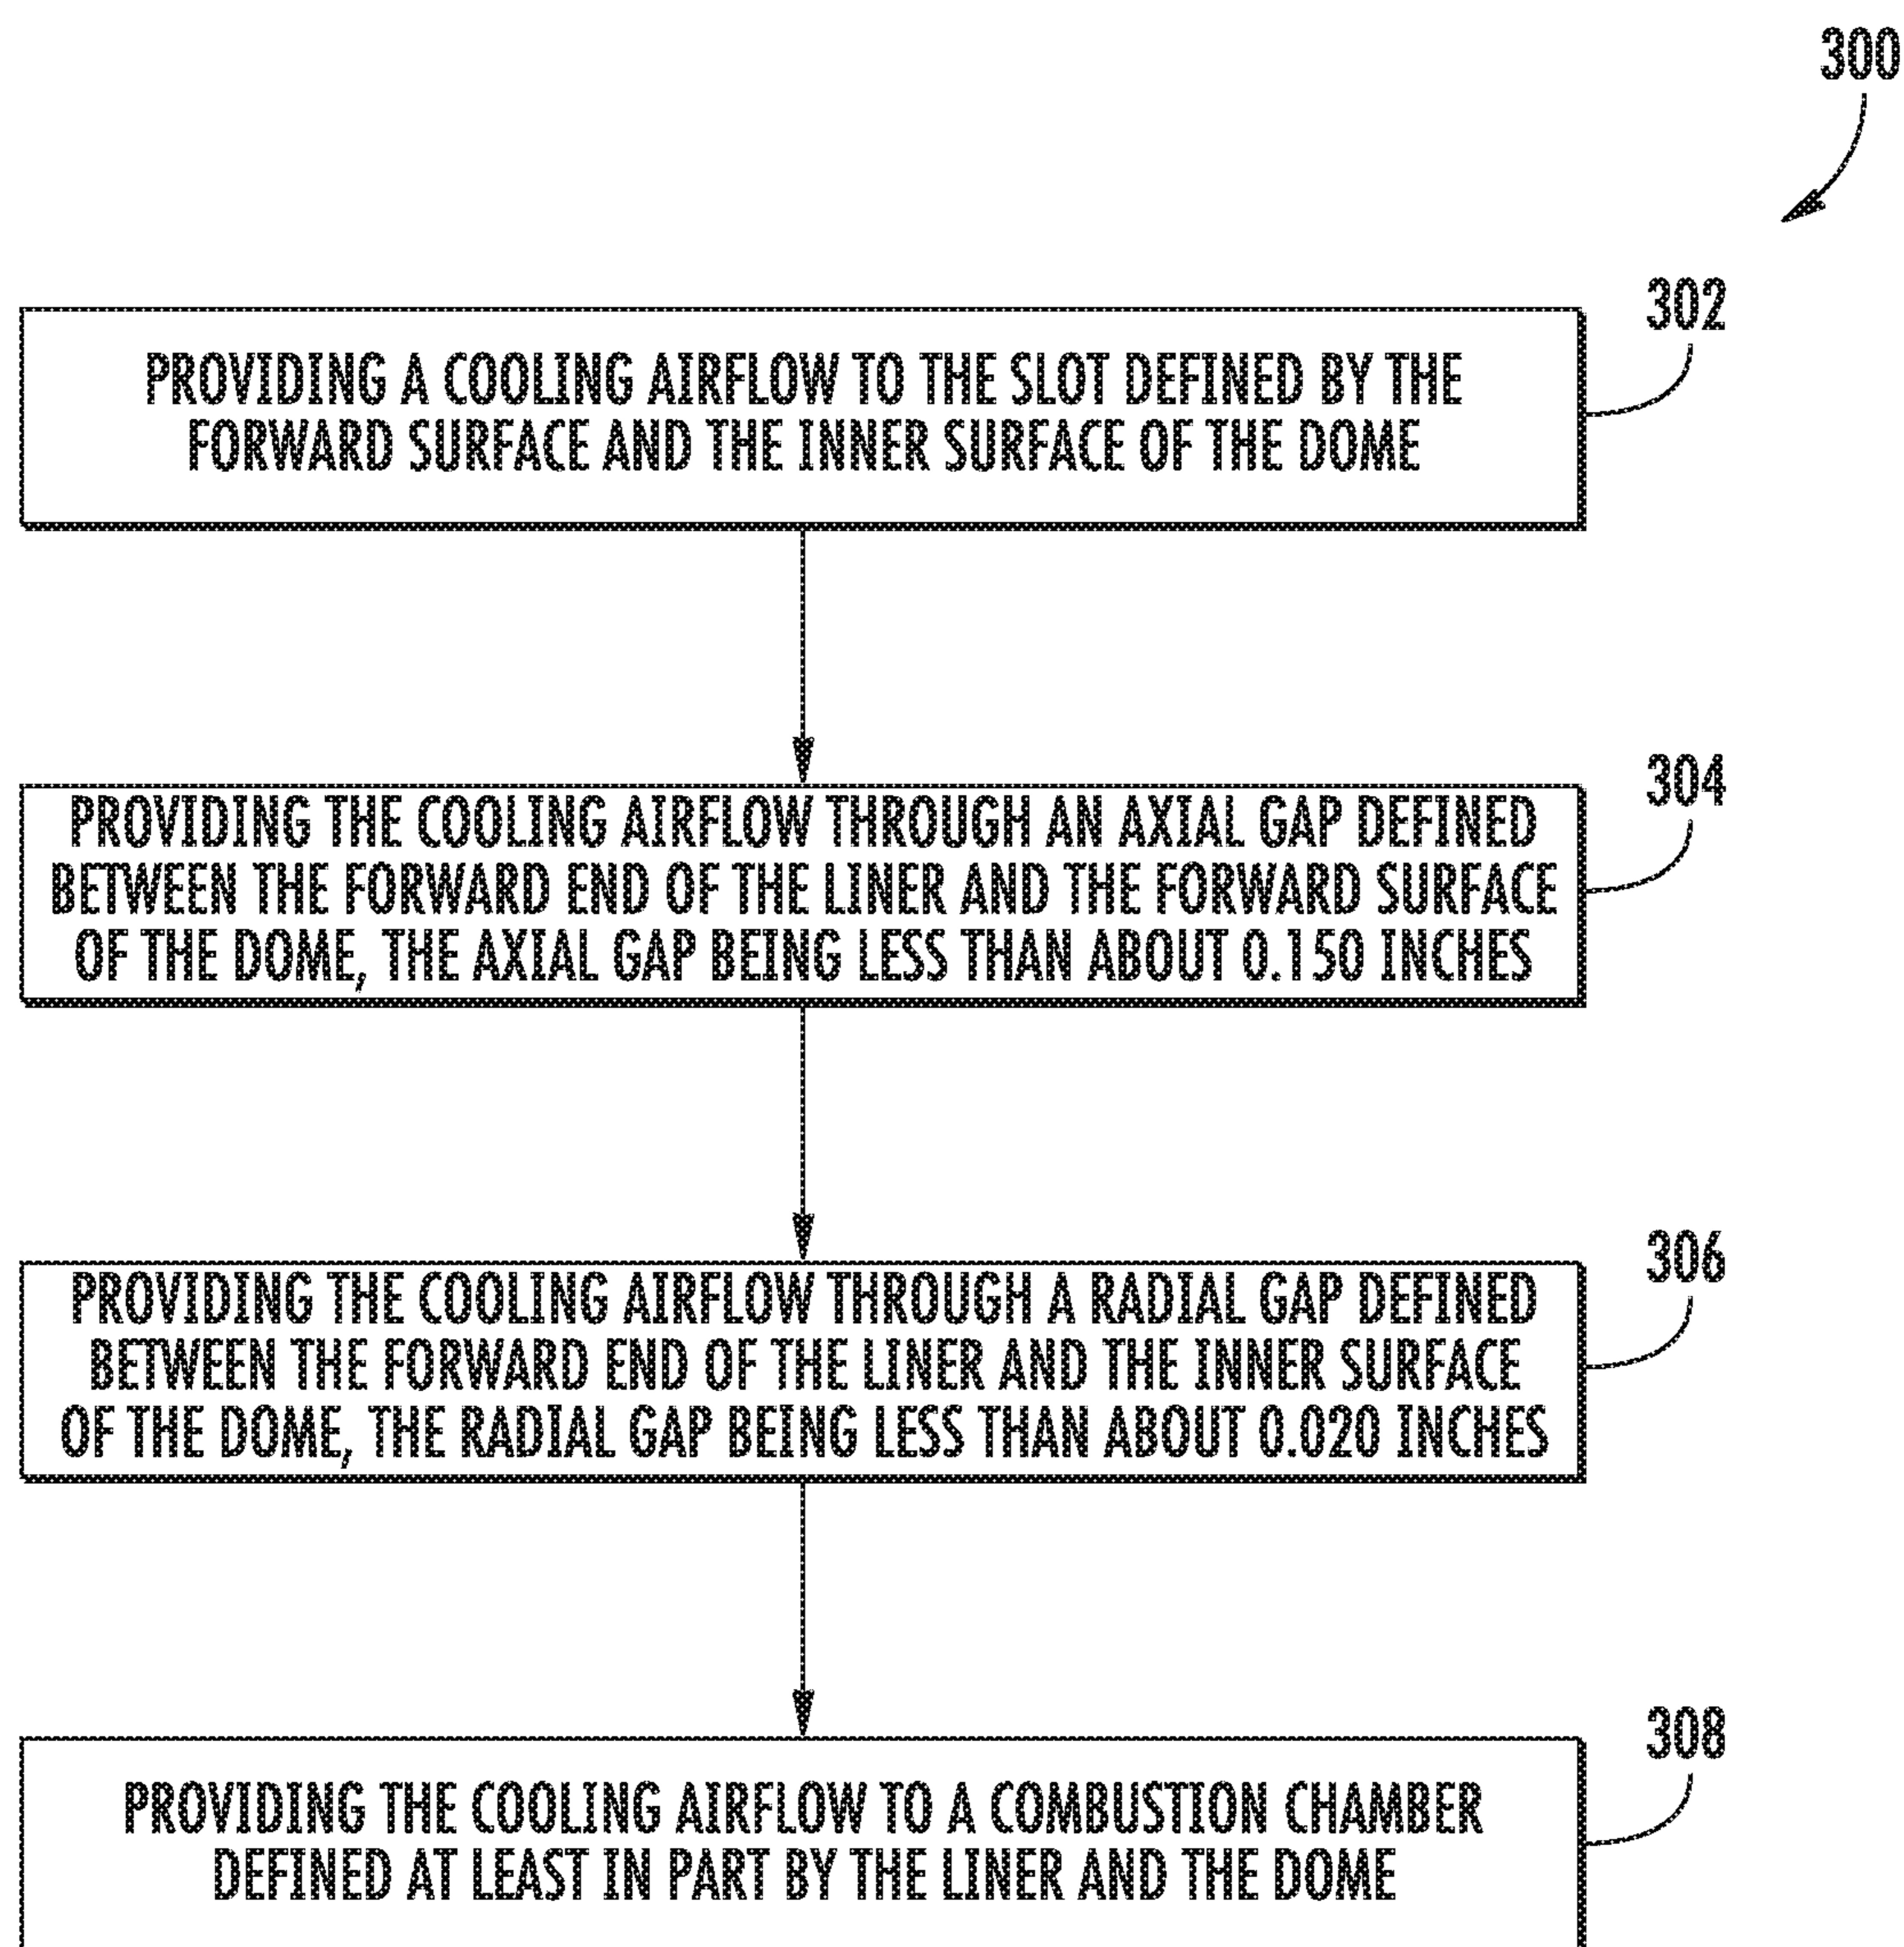 300
302
PROVIDING A COOLING AIRFLOW TO THE SLOT DEFINED BY THE
FORWARD SURFACE AND THE INNER SURFACE OF THE DOME
304
PROVIDING THE COOLING AIRFLOW THROUGH AN AXIAL GAP DEFINED
BETWEEN THE FORWARD END OF THE LINER AND THE FORWARD SURFACE
OF THE DOME, THE AXIAL GAP BEING LESS THAN ABOUT 0.150 INCHES
306
PROVIDING THE COOLING AIRFLOW THROUGH A RADIAL GAP DEFINED
BETWEEN THE FORWARD END OF THE LINER AND THE INNER SURFACE
OF THE DOME, THE RADIAL GAP BEING LESS THAN ABOUT 0.020 INCHES
308
PROVIDING THE COOLING AIRFLOW TO A COMBUSTION CHAMBER
DEFINED AT LEAST IN PART BY THE LINER AND THE DOME